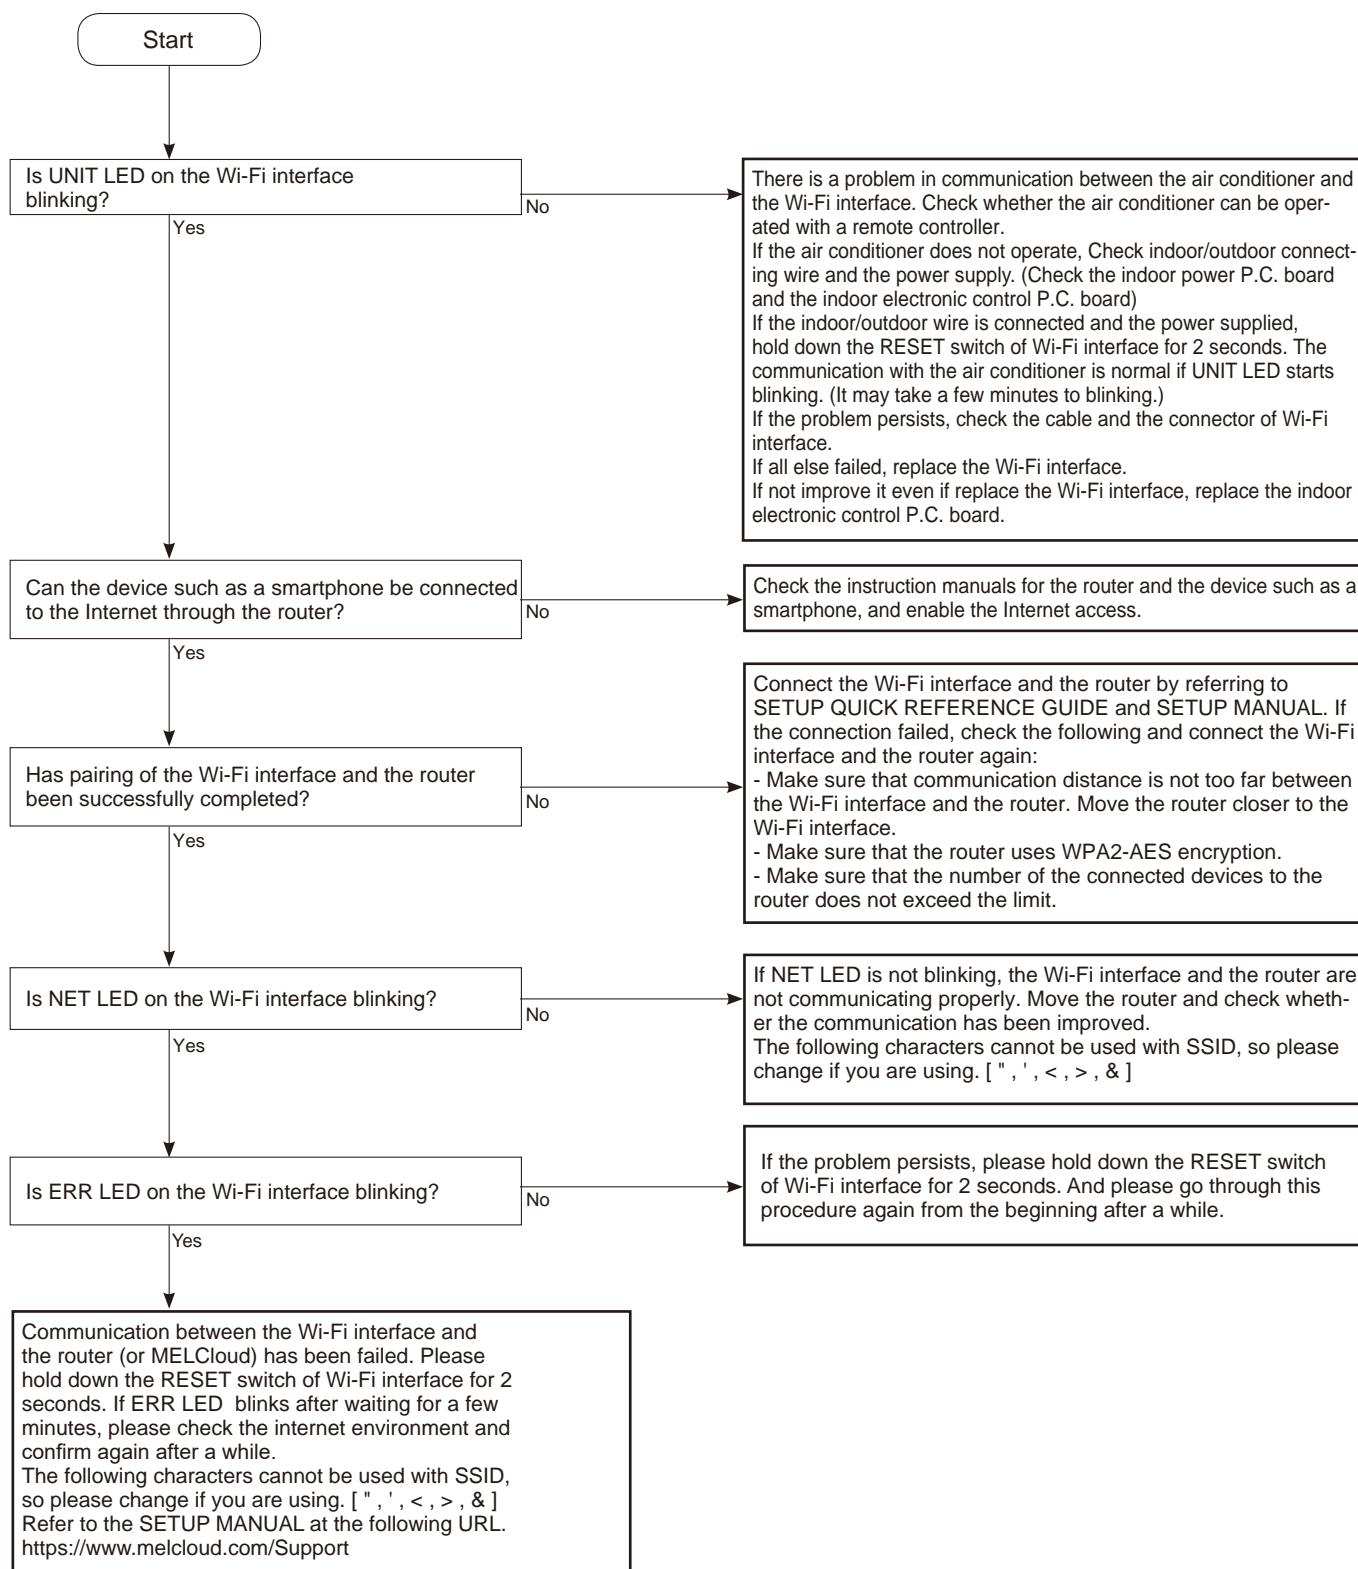 Start
Is UNIT LED on the Wi-Fi interface
blinking?
No
Yes
There is a problem in communication between the air conditioner and
the Wi-Fi interface. Check whether the air conditioner can be oper-
ated with a remote controller.
If the air conditioner does not operate, Check indoor/outdoor connect-
ing wire and the power supply. (Check the indoor power P.C. board
and the indoor electronic control P.C. board)
If the indoor/outdoor wire is connected and the power supplied,
hold down the RESET switch of Wi-Fi interface for 2 seconds. The
communication with the air conditioner is normal if UNIT LED starts
blinking. (It may take a few minutes to blinking.)
If the problem persists, check the cable and the connector of Wi-Fi
interface.
If all else failed, replace the Wi-Fi interface.
If not improve it even if replace the Wi-Fi interface, replace the indoor
electronic control P.C. board.
Can the device such as a smartphone be connected
to the Internet through the router?
No
Yes
Check the instruction manuals for the router and the device such as a
smartphone, and enable the Internet access.
Has pairing of the Wi-Fi interface and the router
been successfully completed?
No
Yes
Connect the Wi-Fi interface and the router by referring to
SETUP QUICK REFERENCE GUIDE and SETUP MANUAL. If
the connection failed, check the following and connect the Wi-Fi
interface and the router again:
- Make sure that communication distance is not too far between
the Wi-Fi interface and the router. Move the router closer to the
Wi-Fi interface.
- Make sure that the router uses WPA2-AES encryption.
- Make sure that the number of the connected devices to the
router does not exceed the limit.
Is NET LED on the Wi-Fi interface blinking?
No
Yes
If NET LED is not blinking, the Wi-Fi interface and the router are
not communicating properly. Move the router and check wheth-
er the communication has been improved.
The following characters cannot be used with SSID, so please
change if you are using. [ " , ' , < , > , & ]
Is ERR LED on the Wi-Fi interface blinking?
No
Yes
If the problem persists, please hold down the RESET switch
of Wi-Fi interface for 2 seconds. And please go through this
procedure again from the beginning after a while.
Communication between the Wi-Fi interface and
the router (or MELCloud) has been failed. Please
hold down the RESET switch of Wi-Fi interface for 2
seconds. If ERR LED  blinks after waiting for a few
minutes, please check the internet environment and
confirm again after a while.
The following characters cannot be used with SSID,
so please change if you are using. [ " , ' , < , > , & ]
Refer to the SETUP MANUAL at the following URL.
https://www.melcloud.com/Support